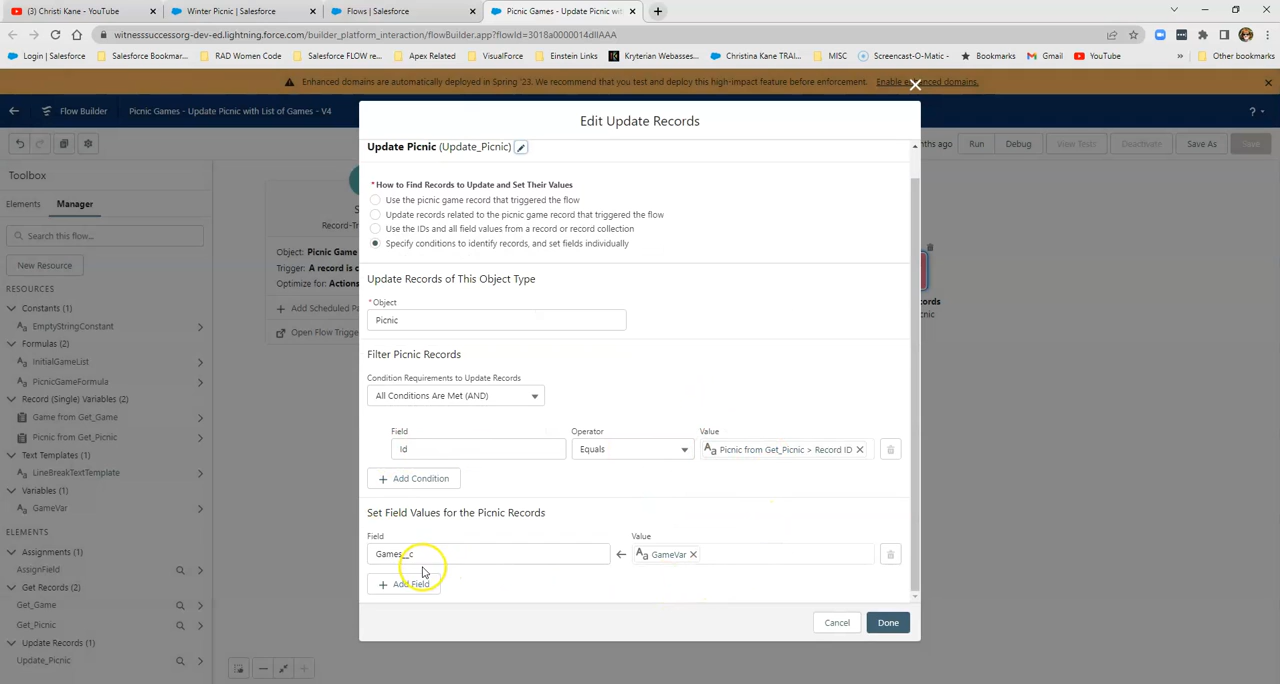 (3) Christi Kane - YouTube
Winter Picnic | Salesforce
Flows | Salesforce
Picnic Games - Update Picnic wit
witnesssuccessorg-dev-ed.lightning.force.com/builder_platform_interaction/flowBuilder.app?flowId=3018a0000014dIIAAA
Login | Salesforce
Salesforce Bookmar...
RAD Women Code
Salesforce FLOW re...
Apex Related
VisualForce
Einstein Links
Kryterian Webasses...
Christina Kane TRAI...
MISC
Screencast-O-Matic -...
Bookmarks
Gmail
YouTube
»
Other bookmarks
Enhanced domains are automatically deployed in Spring '23. We recommend that you test and deploy this high-impact feature before enforcement. Enable enhanced domains.
Flow Builder
Picnic Games - Update Picnic with List of Games - V4
?
ths ago
Run
Debug
View Tests
Deactivate
Save As
Save
Toolbox
Elements
Manager
Search this flow...
New Resource
RESOURCES
Constants (1)
EmptyStringConstant
Formulas (2)
InitialGameList
PicnicGameFormula
Record (Single) Variables (2)
Game from Get_Game
Picnic from Get_Picnic
Text Templates (1)
LineBreakTextTemplate
Variables (1)
GameVar
ELEMENTS
Assignments (1)
AssignField
Get Records (2)
Get_Game
Get_Picnic
Update Records (1)
Update_Picnic
S
Record-Tri
Object: Picnic Game
Trigger: A record is c
Optimize for: Actions
Add Scheduled Pa
Open Flow Trigge
ords
cnic
Edit Update Records
Update Picnic (Update_Picnic)
* How to Find Records to Update and Set Their Values
Use the picnic game record that triggered the flow
Update records related to the picnic game record that triggered the flow
Use the IDs and all field values from a record or record collection
Specify conditions to identify records, and set fields individually
Update Records of This Object Type
* Object
Picnic
Filter Picnic Records
Condition Requirements to Update Records
All Conditions Are Met (AND)
Field
Operator
Value
Id
Equals
Aa Picnic from Get_Picnic > Record ID
+ Add Condition
Set Field Values for the Picnic Records
Field
Value
Games__c
Aa GameVar
+ Add Field
Cancel
Done